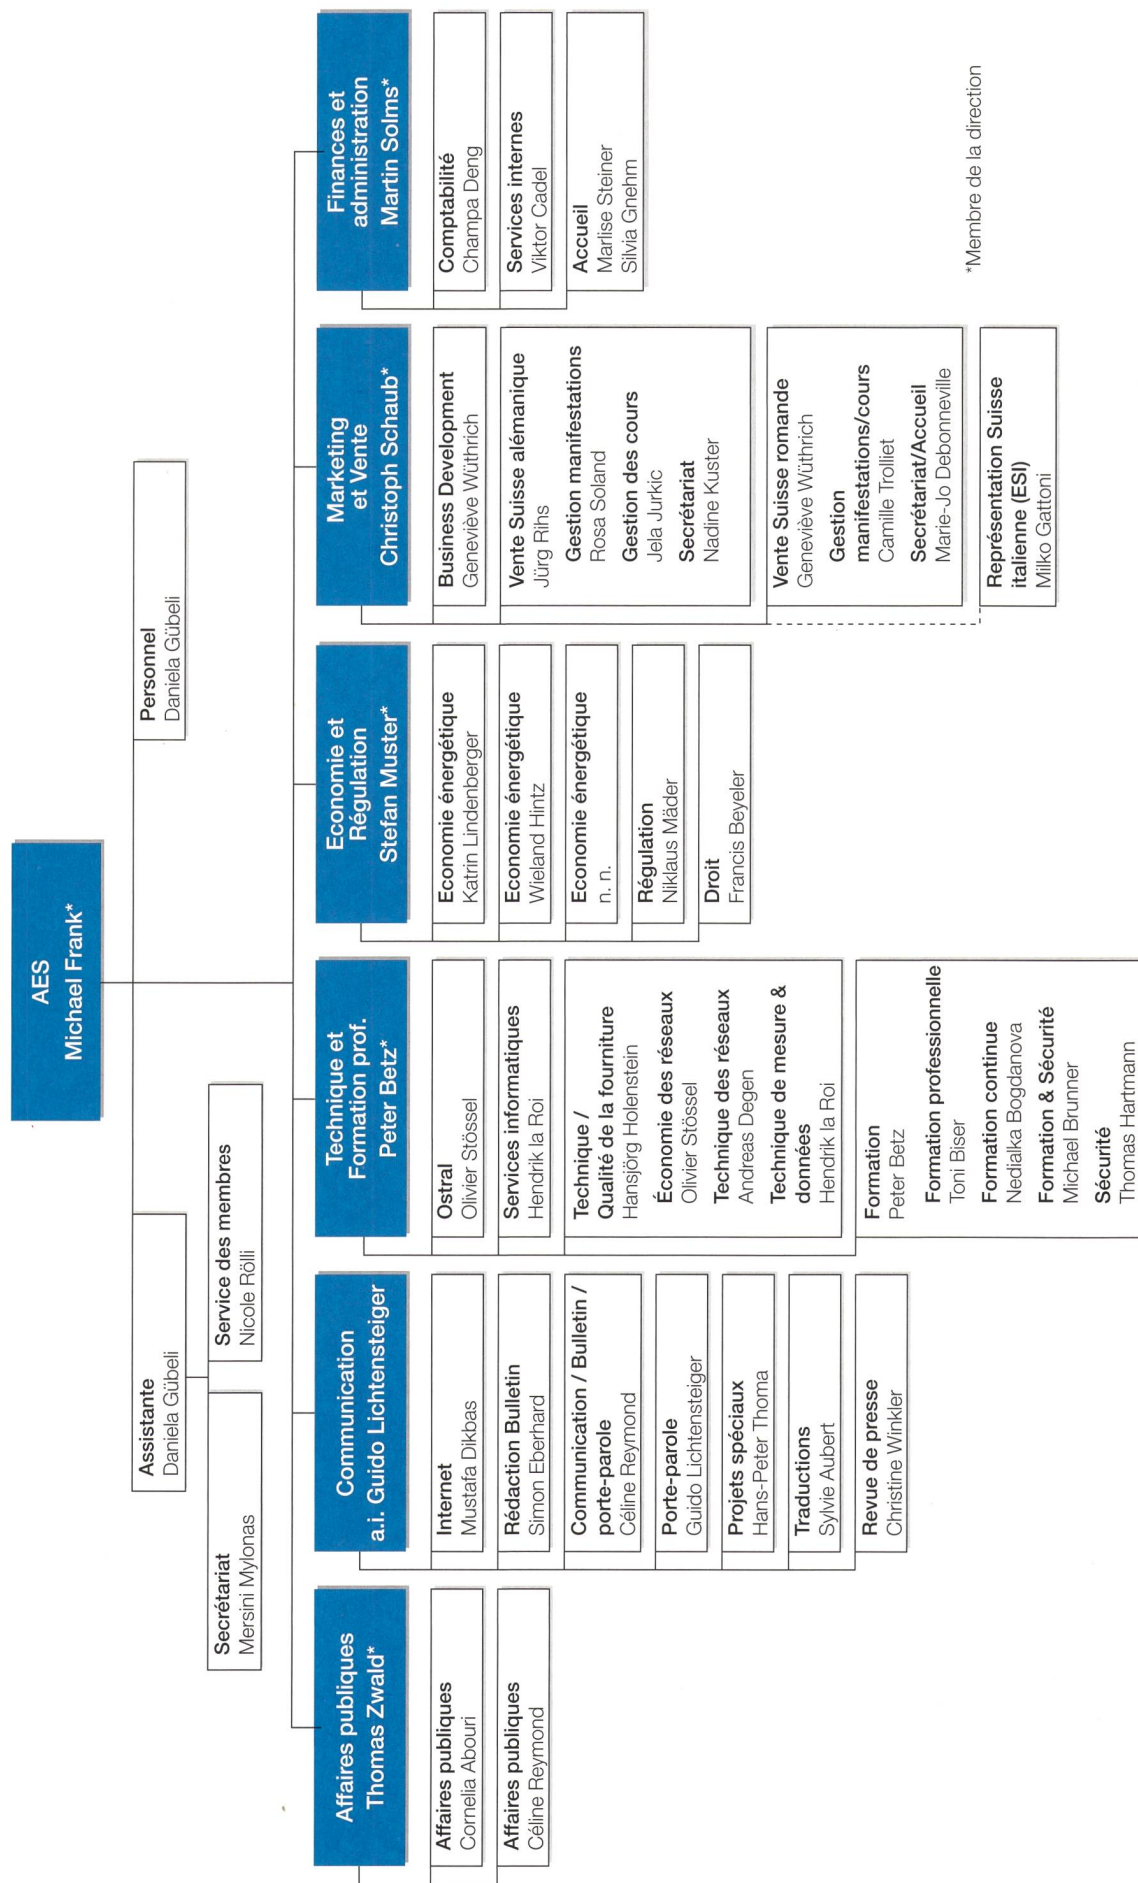 AES
Michael Frank*
Assistante
Daniela Gübeli
Personnel
Daniela Gübeli
Secrétariat
Mersini Mylonas
Service des membres
Nicole Rölli
Affaires publiques
Thomas Zwald*
Affaires publiques
Cornelia Abouri
Affaires publiques
Céline Reymond
Communication
a.i. Guido Lichtensteiger
Internet
Mustafa Dikbas
Rédaction Bulletin
Simon Eberhard
Communication / Bulletin /
porte-parole
Céline Reymond
Porte-parole
Guido Lichtensteiger
Projets spéciaux
Hans-Peter Thoma
Traductions
Sylvie Aubert
Revue de presse
Christine Winkler
Technique et
Formation prof.
Peter Betz*
Ostral
Olivier Stössel
Services informatiques
Hendrik la Roi
Technique /
Qualité de la fourniture
Hansjörg Holenstein
Économie des réseaux
Olivier Stössel
Technique des réseaux
Andreas Degen
Technique de mesure &
données
Hendrik la Roi
Formation
Peter Betz
Formation professionnelle
Toni Biser
Formation continue
Nedialka Bogdanova
Formation & Sécurité
Michael Brunner
Sécurité
Thomas Hartmann
Economie et
Régulation
Stefan Muster*
Economie énergétique
Katrin Lindenberger
Economie énergétique
Wieland Hintz
Economie énergétique
n. n.
Régulation
Niklaus Mäder
Droit
Francis Beyeler
Marketing
et Vente
Christoph Schaub*
Business Development
Geneviève Wüthrich
Vente Suisse alémanique
Jürg Rihs
Gestion manifestations
Rosa Soland
Gestion des cours
Jela Jurkic
Secrétariat
Nadine Kuster
Vente Suisse romande
Geneviève Wüthrich
Gestion
manifestations/cours
Camille Trolliet
Secrétariat/Accueil
Marie-Jo Debonneville
Représentation Suisse
italienne (ESI)
Milko Gattoni
Finances et
administration
Martin Solms*
Comptabilité
Champa Deng
Services internes
Viktor Cadel
Accueil
Marlise Steiner
Silvia Gnehm
*Membre de la direction